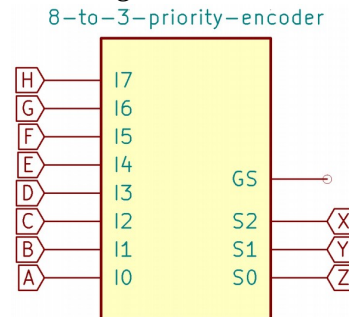 8-to-3-priority-encoder
H I7
G I6
F I5
E I4
D I3
GS
C I2 S2 X
B I1 S1 Y
A I0 S0 Z